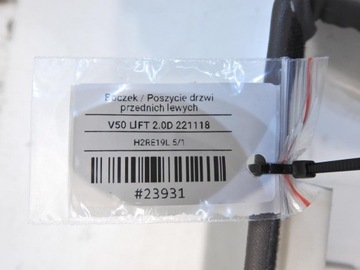 Boczek / Poszycie drzwi
przednich lewych
V50 LIFT 2.0D 221118
H2RE19L 5/1
#23931